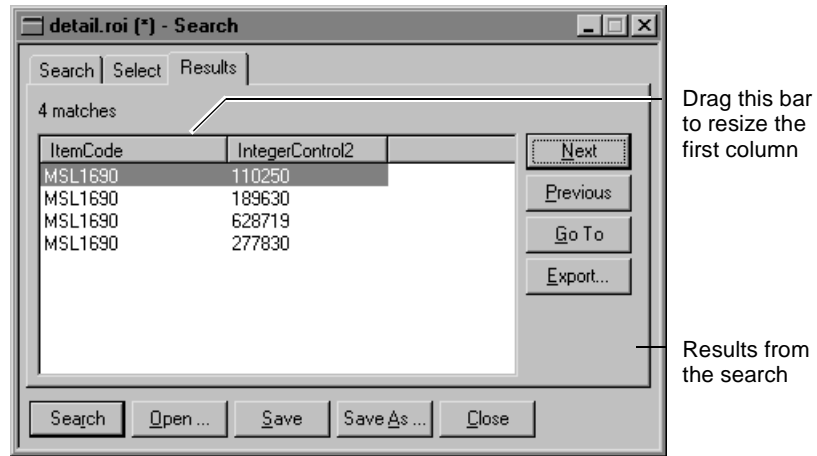 detail.roi (*) - Search
Search Select Results
4 matches
Drag this bar
to resize the
first column
ItemCode IntegerControl2
MSL1690 110250
MSL1690 189630
MSL1690 628719
MSL1690 277830
Next
Previous
Go To
Export...
Results from
the search
Search Open ... Save Save As ... Close